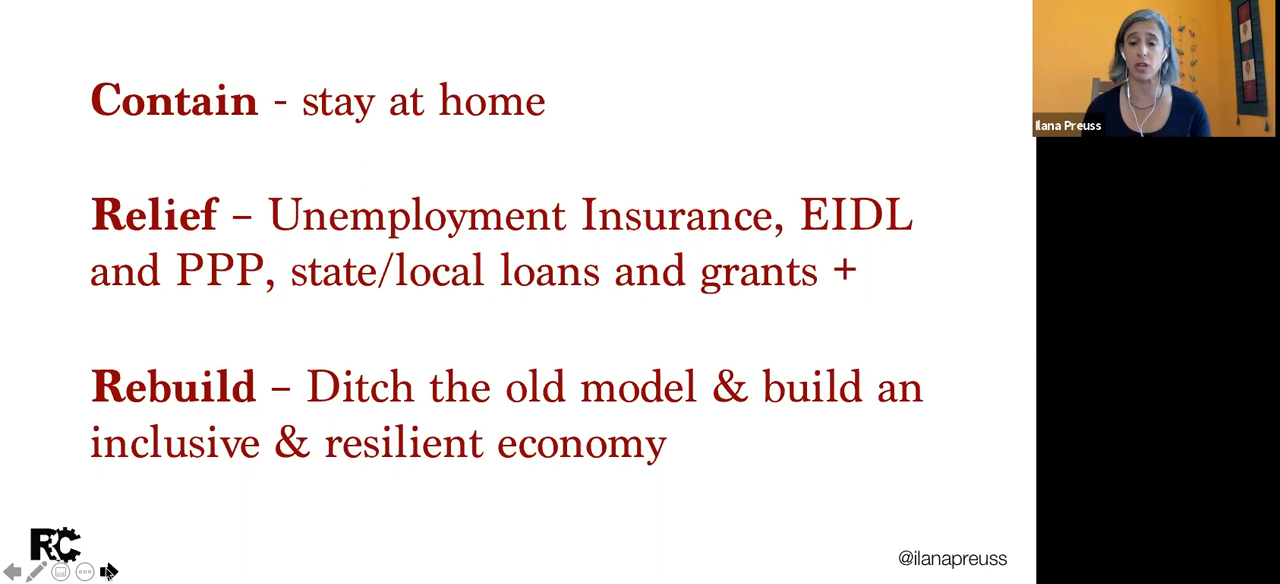 Contain - stay at home
Relief – Unemployment Insurance, EIDL
and PPP, state/local loans and grants +
Rebuild – Ditch the old model & build an
inclusive & resilient economy
RC
@ilanapreuss
Ilana Preuss